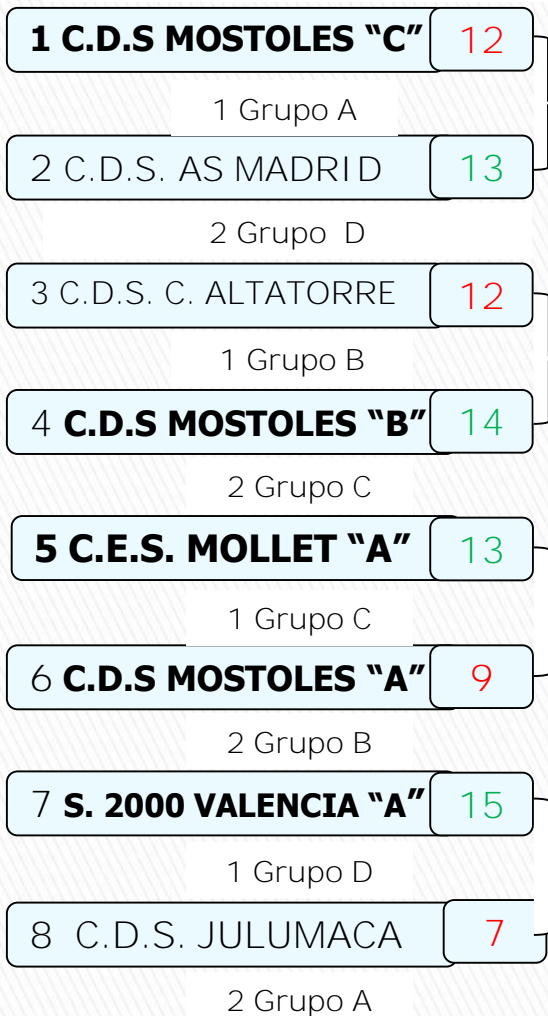 1 C.D.S MOSTOLES “C” 12
1 Grupo A
2 C.D.S. AS MADRID 13
2 Grupo D
3 C.D.S. C. ALTATORRE 12
1 Grupo B
4 C.D.S MOSTOLES “B” 14
2 Grupo C
5 C.E.S. MOLLET “A” 13
1 Grupo C
6 C.D.S MOSTOLES “A” 9
2 Grupo B
7 S. 2000 VALENCIA “A” 15
1 Grupo D
8 C.D.S. JULUMACA 7
2 Grupo A